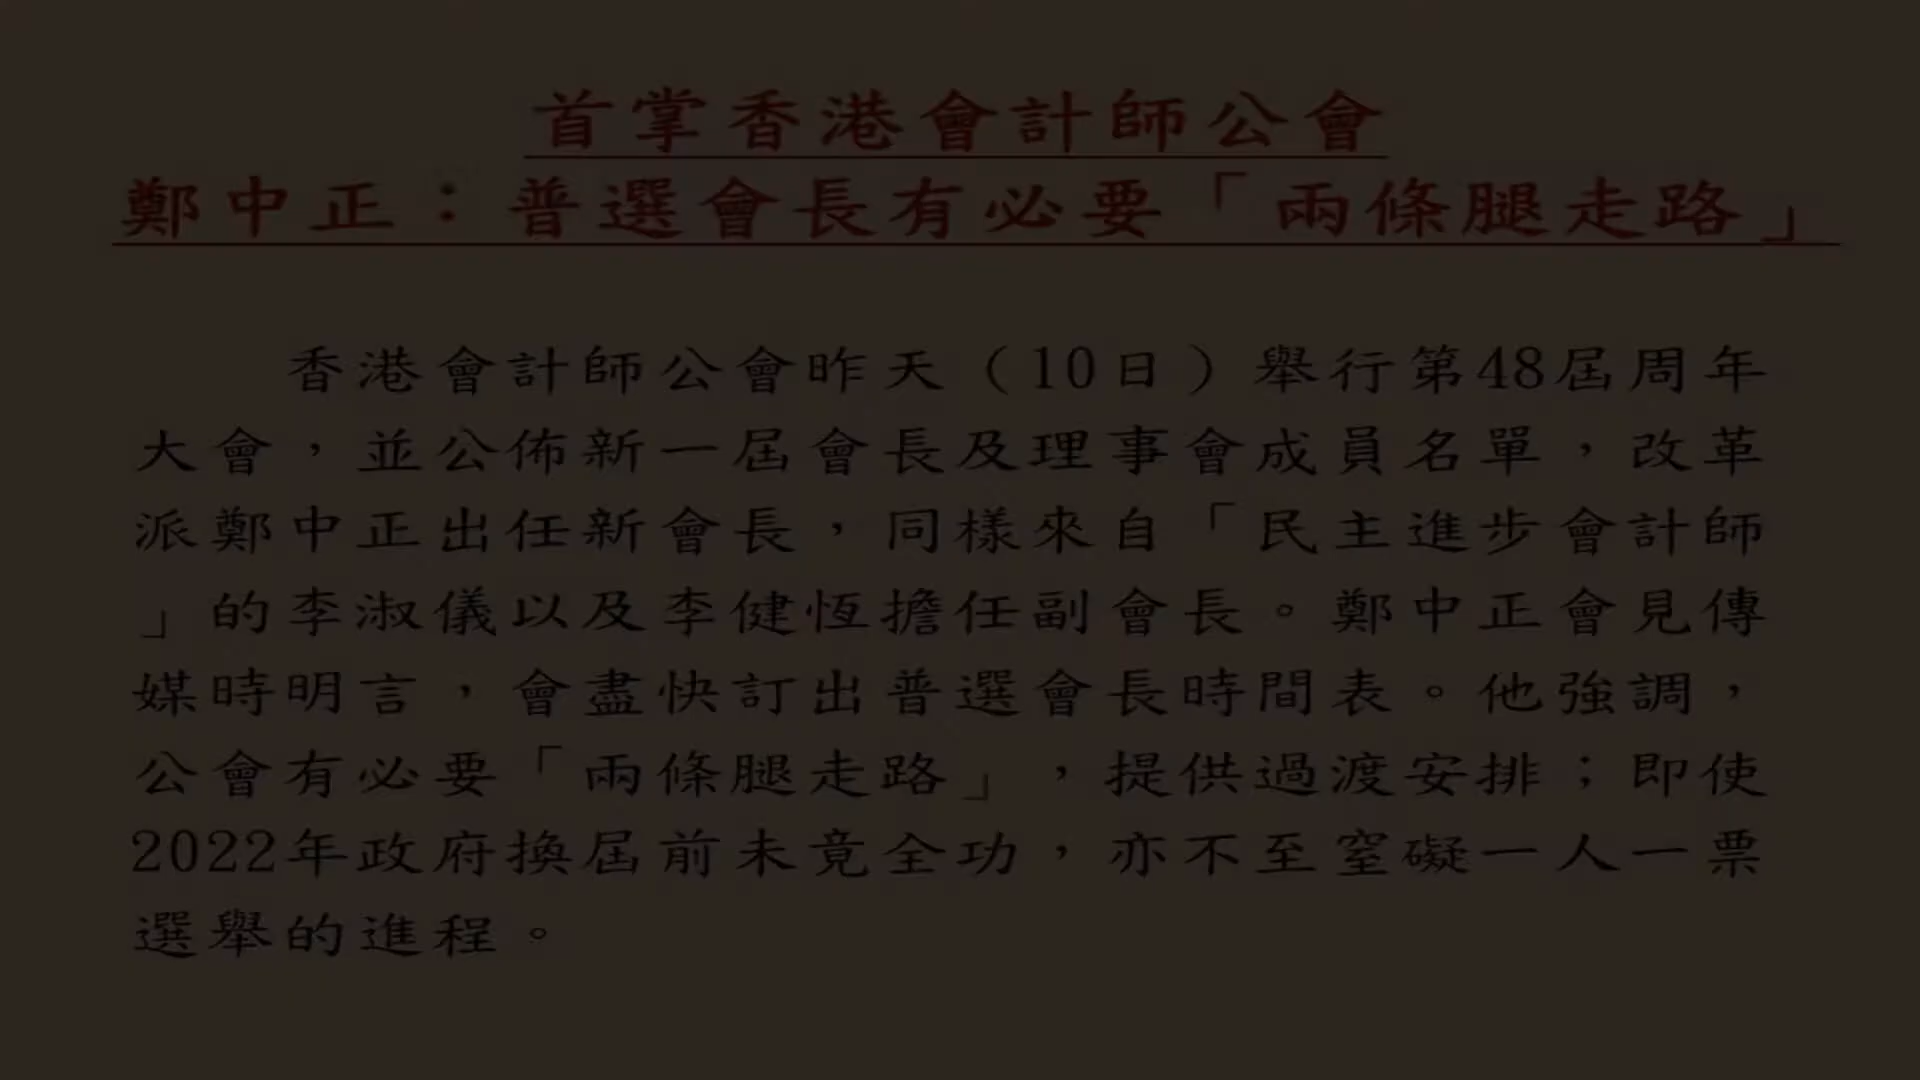 首掌香港會計師公會
鄭中正：普選會長有必要「兩條腿走路」
香港會計師公會昨天（10日）舉行第48屆周年
大會，並公佈新一屆會長及理事會成員名單，改革
派鄭中正出任新會長，同樣來自「民主進步會計師
」的李淑儀以及李健恆擔任副會長。鄭中正會見傳
媒時明言，會盡快訂出普選會長時間表。他強調，
公會有必要「兩條腿走路」，提供過渡安排；即使
2022年政府換屆前未竟全功，亦不至窒礙一人一票
選舉的進程。